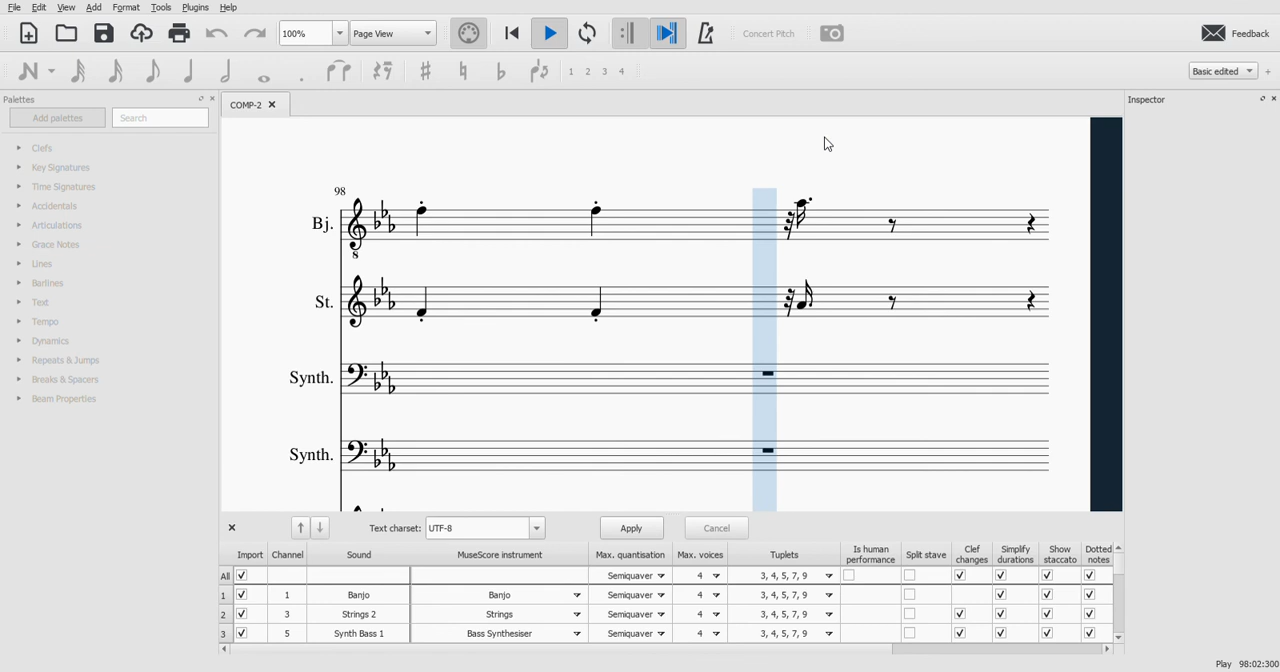 File Edit View Add Format Tools Plugins Help
100% Page View Concert Pitch Feedback
1 2 3 4 Basic edited +
Palettes
Add palettes Search
Clefs
Key Signatures
Time Signatures
Accidentals
Articulations
Grace Notes
Lines
Barlines
Text
Tempo
Dynamics
Repeats & Jumps
Breaks & Spacers
Beam Properties
COMP-2
Inspector
98
Bj.
8
St.
Synth.
Synth.
Text charset: UTF-8 Apply Cancel
Import Channel Sound MuseScore instrument Max. quantisation Max. voices Tuplets Is human performance Split stave Clef changes Simplify durations Show staccato Dotted notes
All Semiquaver 4 3, 4, 5, 7, 9
1 1 Banjo Banjo Semiquaver 4 3, 4, 5, 7, 9
2 3 Strings 2 Strings Semiquaver 4 3, 4, 5, 7, 9
3 5 Synth Bass 1 Bass Synthesiser Semiquaver 4 3, 4, 5, 7, 9
Play 98:02:300